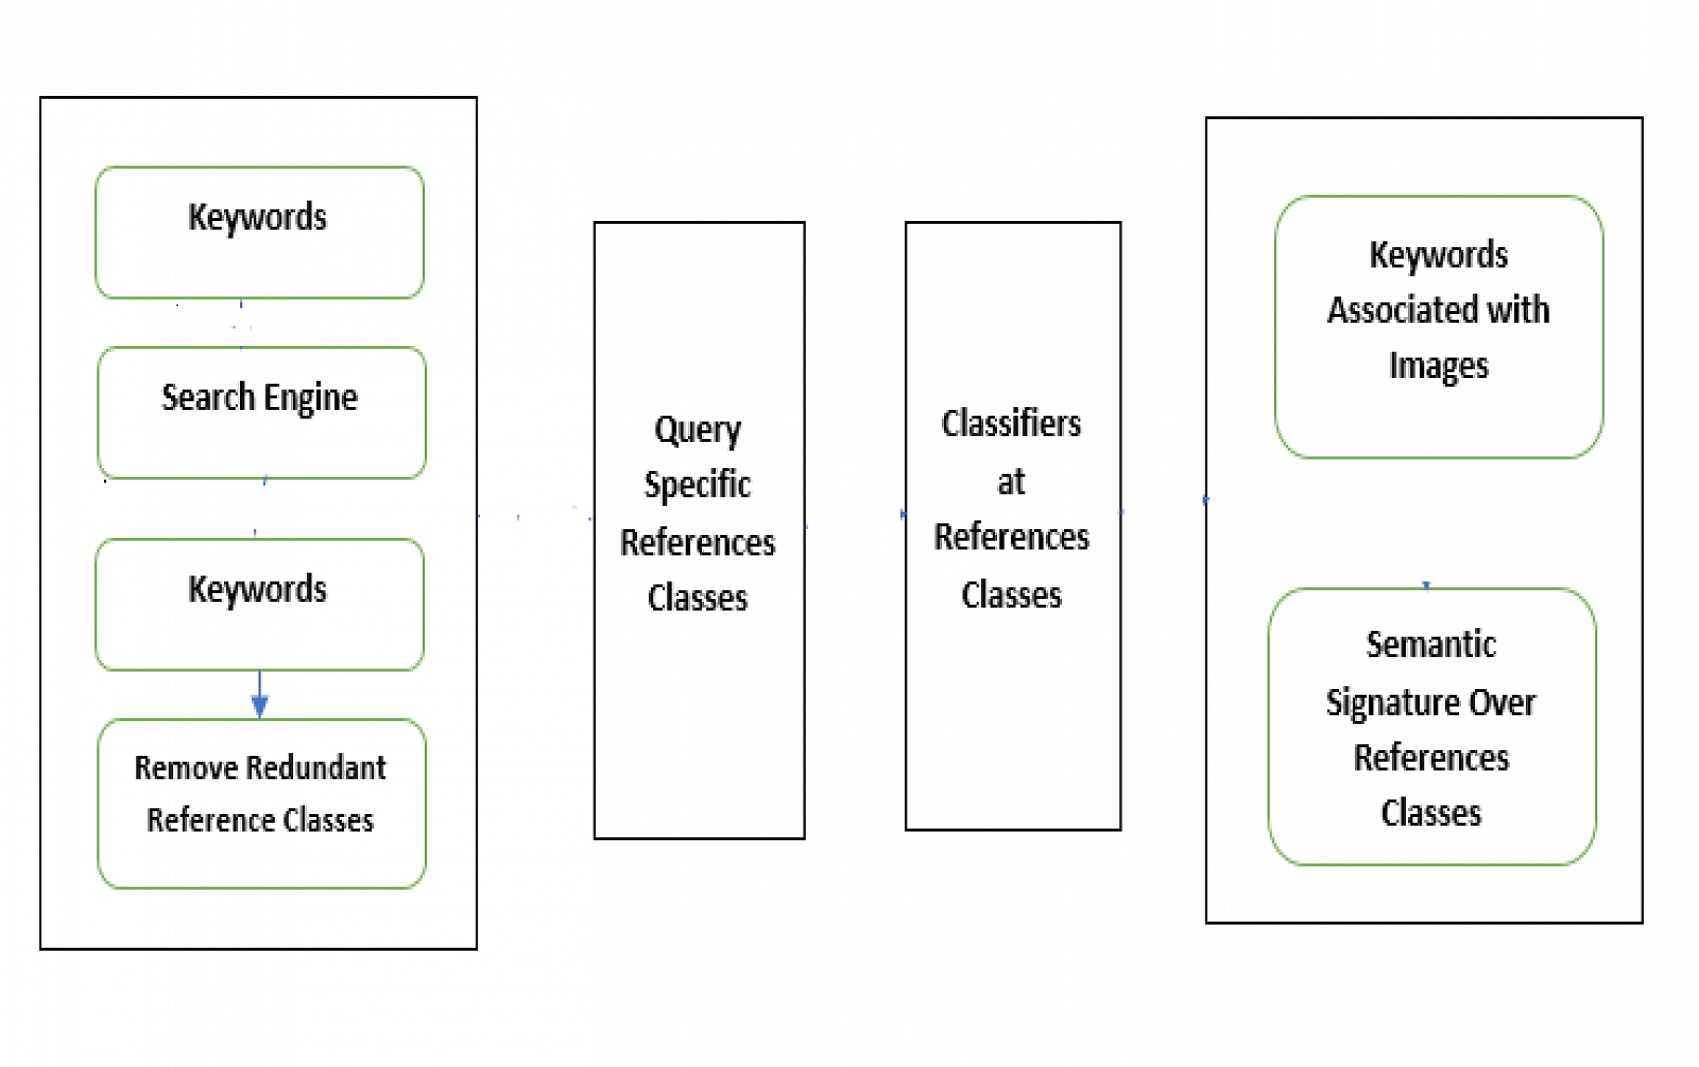 Keywords
Search Engine
Keywords
Remove Redundant
Reference Classes
Query
Specific
References
Classes
Classifiers
at
References
Classes
Keywords
Associated with
Images
Semantic
Signature Over
References
Classes